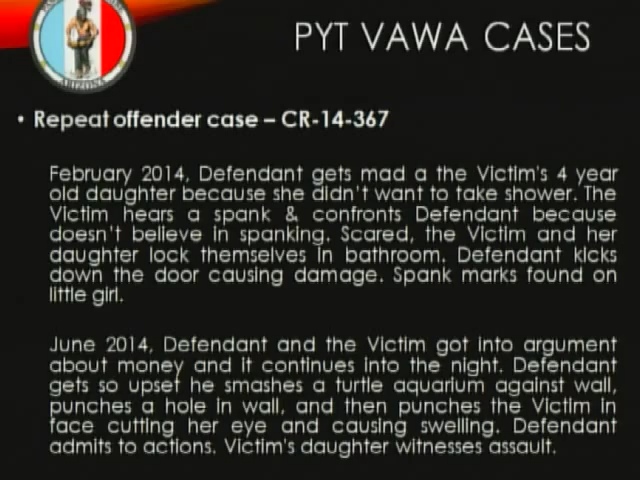 ARIZONA
PYT VAWA CASES
• Repeat offender case – CR-14-367
February 2014, Defendant gets mad a the Victim's 4 year
old daughter because she didn't want to take shower. The
Victim hears a spank & confronts Defendant because
doesn't believe in spanking. Scared, the Victim and her
daughter lock themselves in bathroom. Defendant kicks
down the door causing damage. Spank marks found on
little girl.
June 2014, Defendant and the Victim got into argument
about money and it continues into the night. Defendant
gets so upset he smashes a turtle aquarium against wall,
punches a hole in wall, and then punches the Victim in
face cutting her eye and causing swelling. Defendant
admits to actions. Victim's daughter witnesses assault.